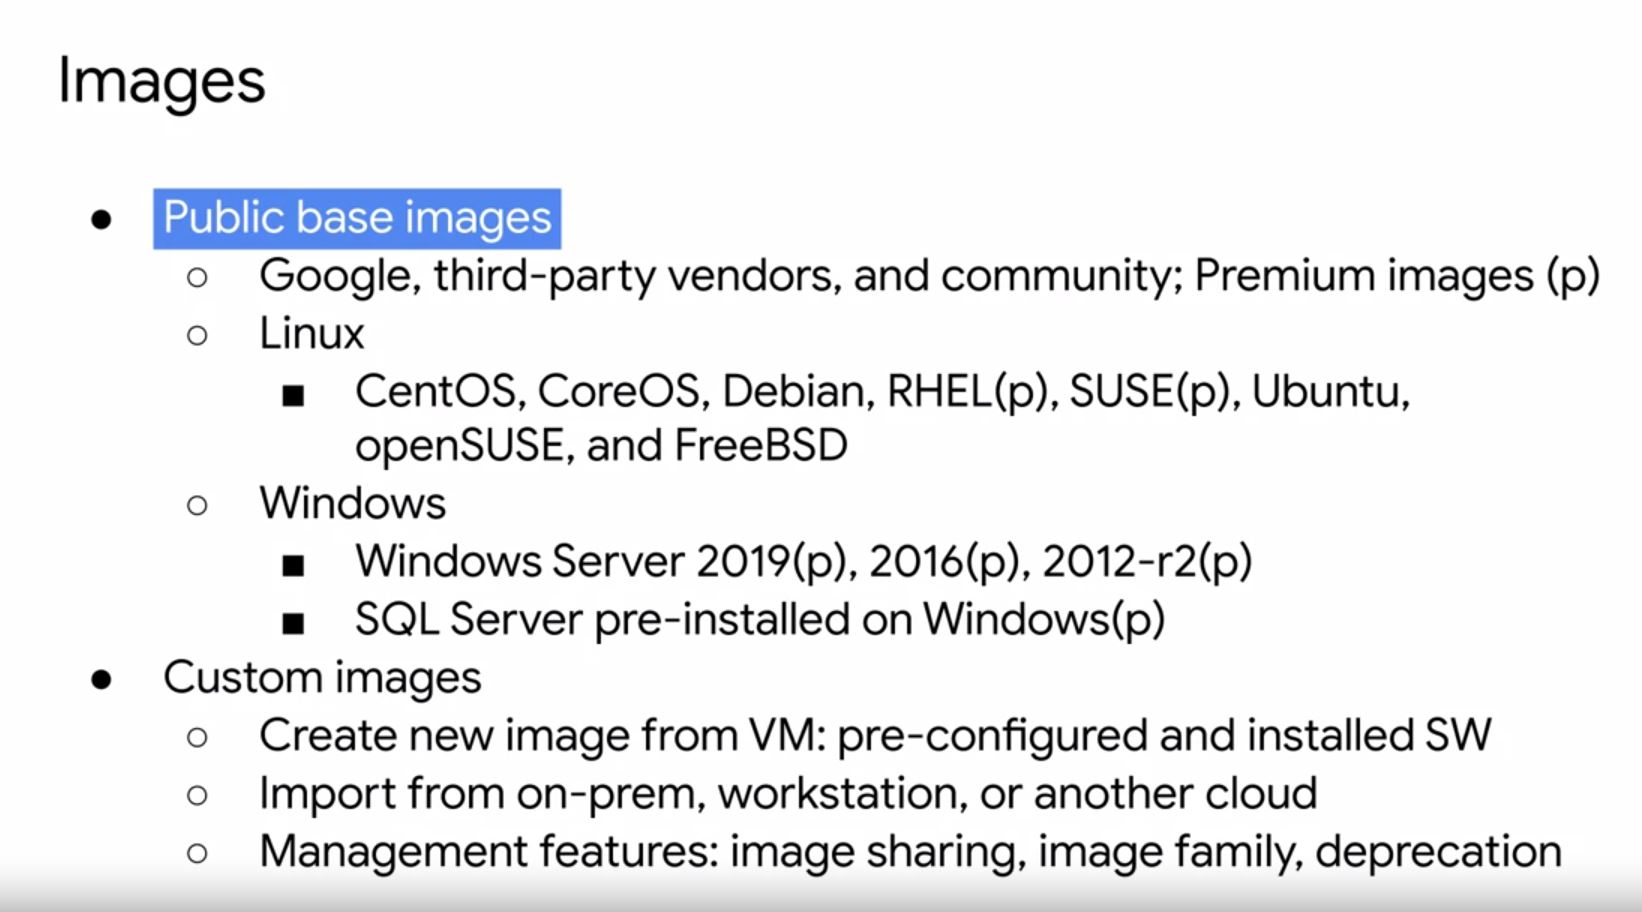 Images
● Public base images
○ Google, third-party vendors, and community; Premium images (p)
○ Linux
■ CentOS, CoreOS, Debian, RHEL(p), SUSE(p), Ubuntu,
openSUSE, and FreeBSD
○ Windows
■ Windows Server 2019(p), 2016(p), 2012-r2(p)
■ SQL Server pre-installed on Windows(p)
● Custom images
○ Create new image from VM: pre-configured and installed SW
○ Import from on-prem, workstation, or another cloud
○ Management features: image sharing, image family, deprecation